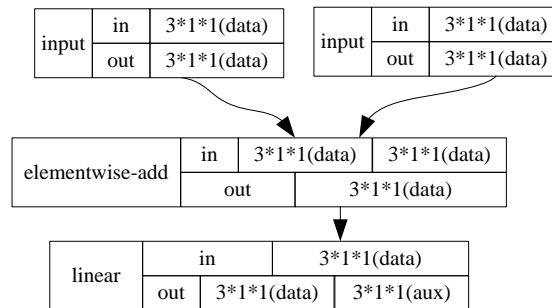 input in 3*1*1(data)
out 3*1*1(data)
input in 3*1*1(data)
out 3*1*1(data)
elementwise-add in 3*1*1(data) 3*1*1(data)
out 3*1*1(data)
linear in 3*1*1(data)
out 3*1*1(data) 3*1*1(aux)